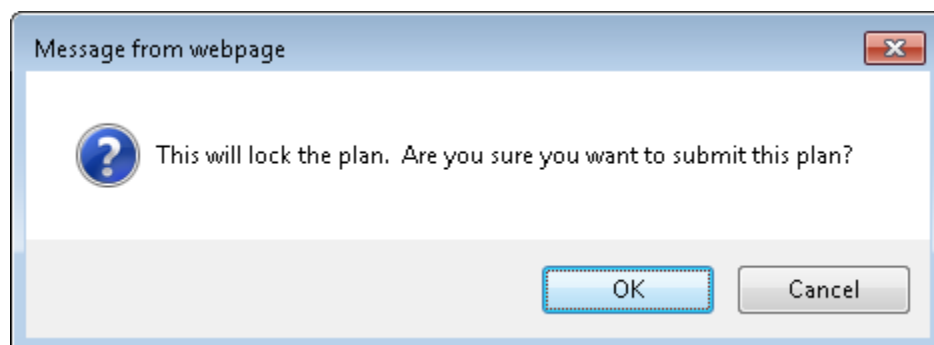 Message from webpage
This will lock the plan.  Are you sure you want to submit this plan?
OK
Cancel